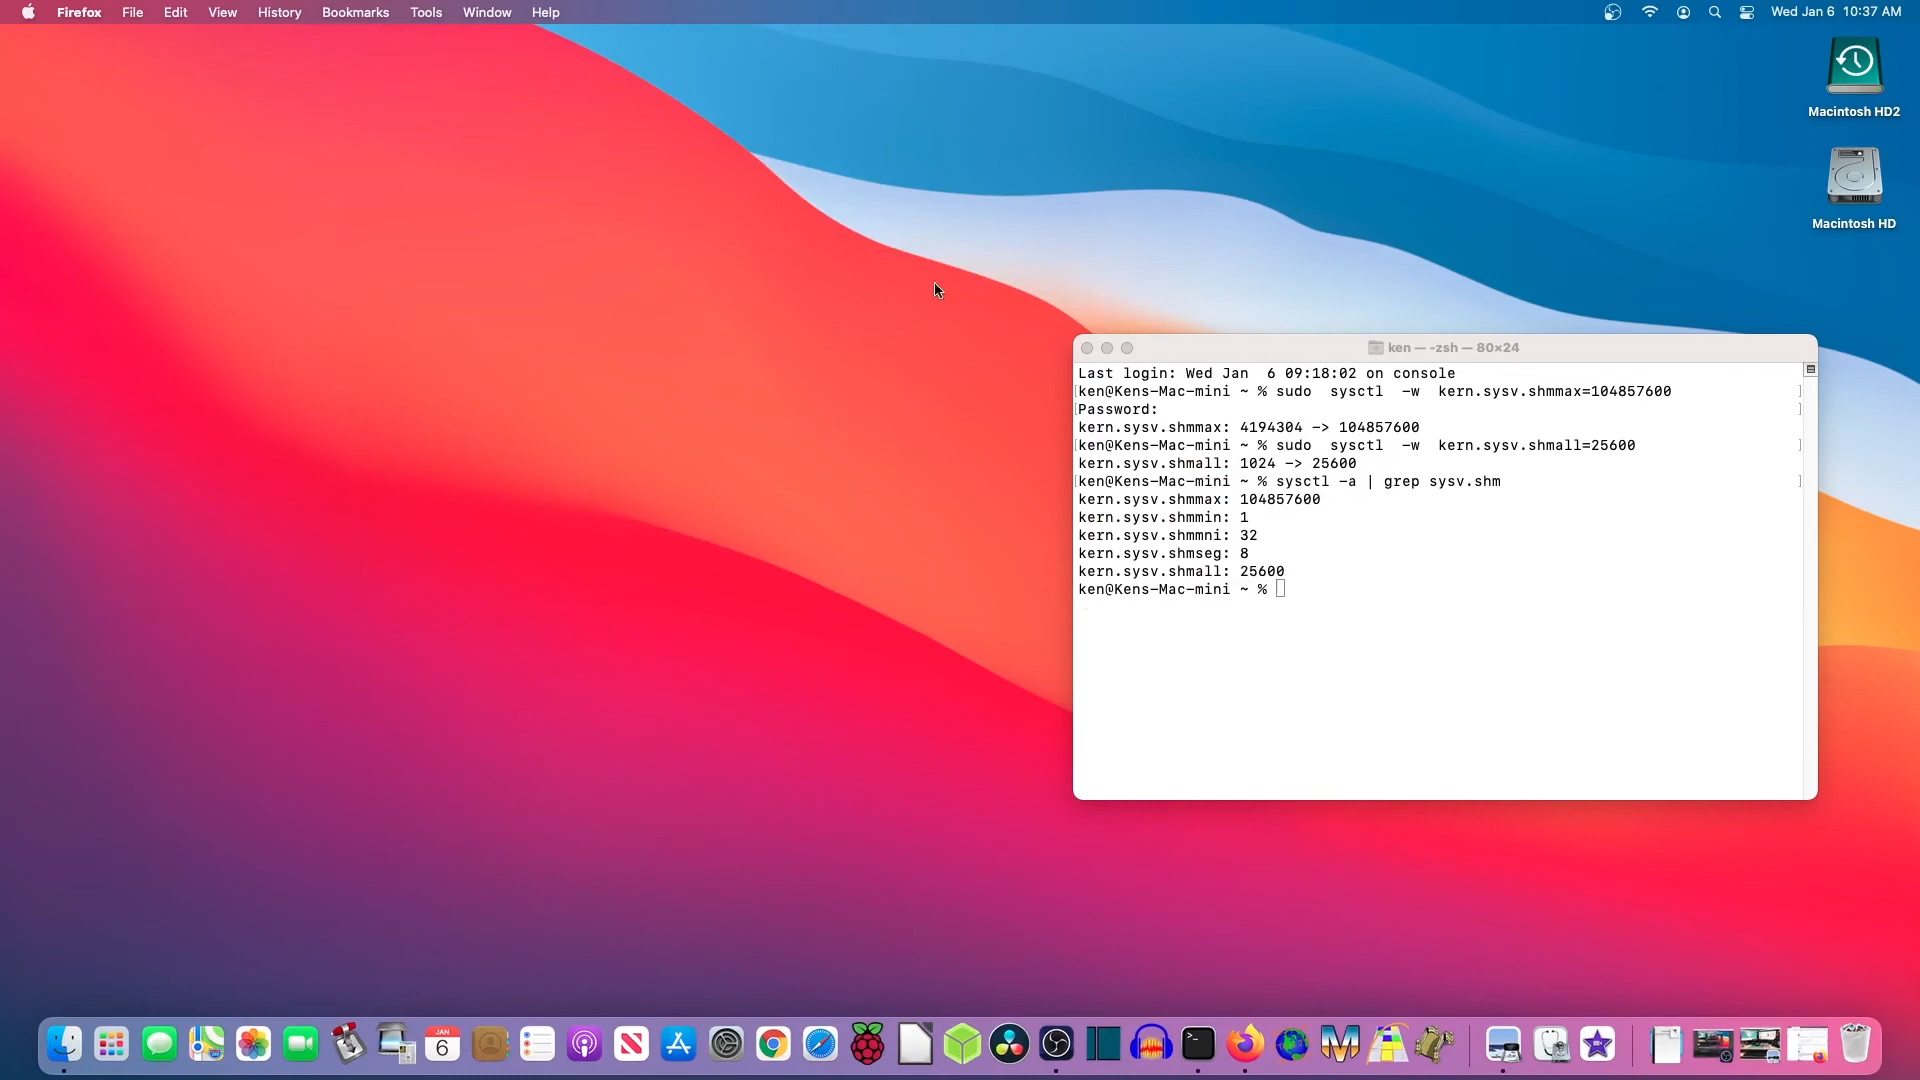 Firefox File Edit View History Bookmarks Tools Window Help
Wed Jan 6 10:37 AM
Macintosh HD2
Macintosh HD
ken — -zsh — 80×24
Last login: Wed Jan  6 09:18:02 on console
ken@Kens-Mac-mini ~ % sudo  sysctl  -w  kern.sysv.shmmax=104857600
Password:
kern.sysv.shmmax: 4194304 -> 104857600
ken@Kens-Mac-mini ~ % sudo  sysctl  -w  kern.sysv.shmall=25600
kern.sysv.shmall: 1024 -> 25600
ken@Kens-Mac-mini ~ % sysctl -a | grep sysv.shm
kern.sysv.shmmax: 104857600
kern.sysv.shmmin: 1
kern.sysv.shmmni: 32
kern.sysv.shmseg: 8
kern.sysv.shmall: 25600
ken@Kens-Mac-mini ~ %
JAN
6